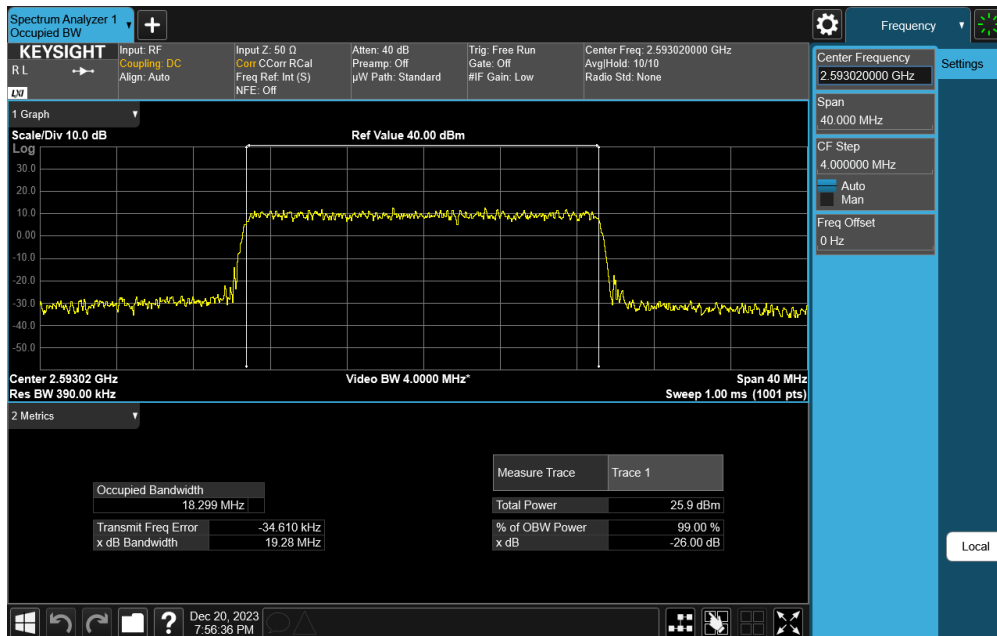 Spectrum Analyzer 1
Occupied BW
Frequency
KEYSIGHT
R L
LXI
Input: RF
Coupling: DC
Align: Auto
Input Z: 50 Ω
Corr CCorr RCal
Freq Ref: Int (S)
NFE: Off
Atten: 40 dB
Preamp: Off
µW Path: Standard
Trig: Free Run
Gate: Off
#IF Gain: Low
Center Freq: 2.593020000 GHz
Avg|Hold: 10/10
Radio Std: None
Center Frequency
2.593020000 GHz
Settings
Span
40.000 MHz
CF Step
4.000000 MHz
Auto
Man
Freq Offset
0 Hz
1 Graph
Scale/Div 10.0 dB
Ref Value 40.00 dBm
Log
30.0
20.0
10.0
0.00
-10.0
-20.0
-30.0
-40.0
-50.0
Center 2.59302 GHz
Video BW 4.0000 MHz*
Span 40 MHz
Res BW 390.00 kHz
Sweep 1.00 ms (1001 pts)
2 Metrics
Occupied Bandwidth
18.299 MHz
Transmit Freq Error -34.610 kHz
x dB Bandwidth 19.28 MHz
Measure Trace Trace 1
Total Power 25.9 dBm
% of OBW Power 99.00 %
x dB -26.00 dB
Local
?
Dec 20, 2023
7:56:36 PM